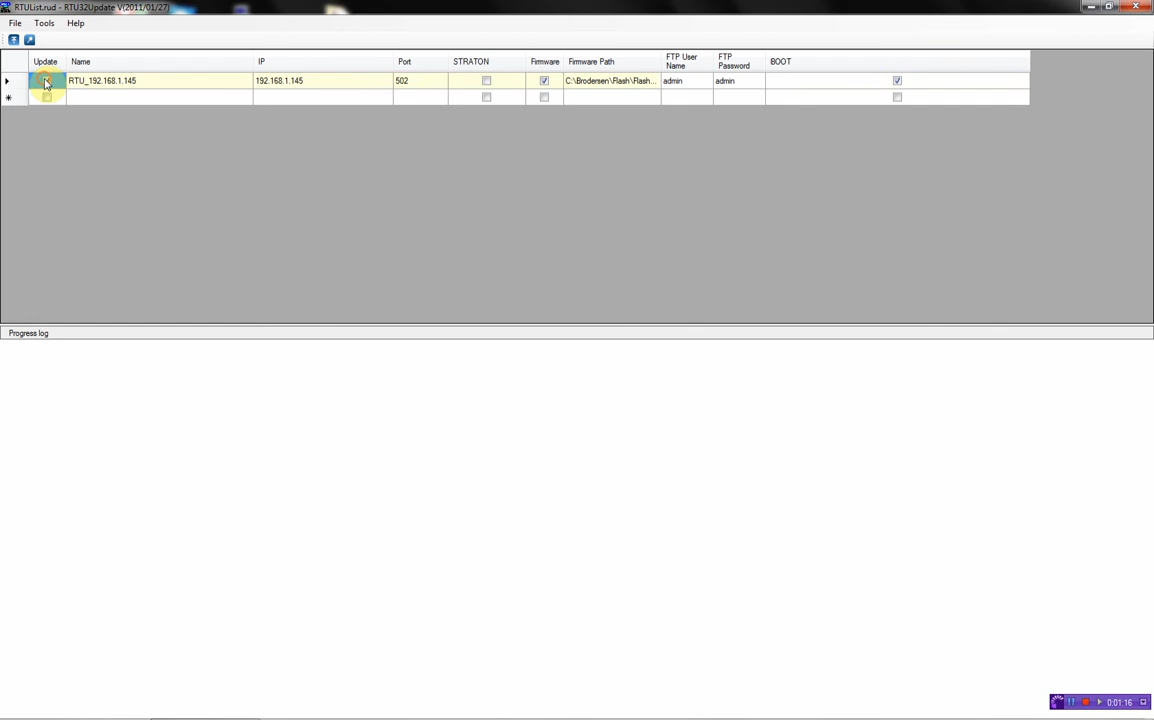 RTUList.rud - RTU32Update V(2011/01/27)
File Tools Help
Update Name IP Port STRATON Firmware Firmware Path FTP User Name FTP Password BOOT
RTU_192.168.1.145 192.168.1.145 502 C:\Brodersen\Flash\Flash... admin admin
Progress log
0:01:16